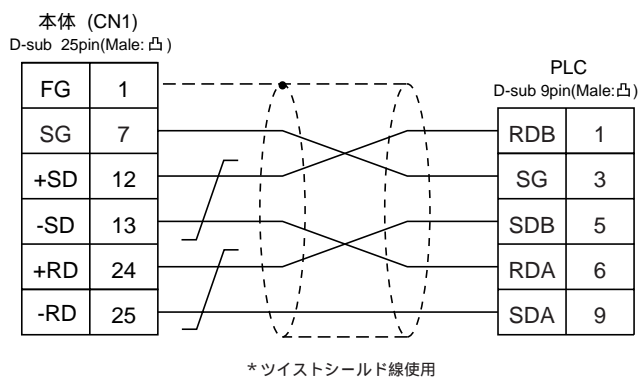 本体 (CN1)
D-sub 25pin(Male: 凸)
PLC
D-sub 9pin(Male:凸)
FG 1
SG 7
+SD 12
-SD 13
+RD 24
-RD 25
RDB 1
SG 3
SDB 5
RDA 6
SDA 9
*ツイストシールド線使用